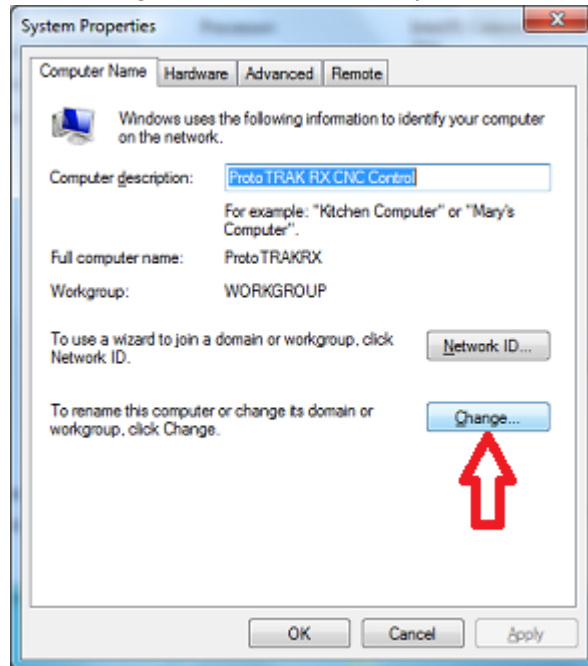 System Properties
Computer Name Hardware Advanced Remote
Windows uses the following information to identify your computer
on the network.
Computer description: ProtoTRAK RX CNC Control
For example: "Kitchen Computer" or "Mary's
Computer".
Full computer name: ProtoTRAKRX
Workgroup: WORKGROUP
To use a wizard to join a domain or workgroup, click
Network ID.
Network ID...
To rename this computer or change its domain or
workgroup, click Change.
Change...
OK Cancel Apply